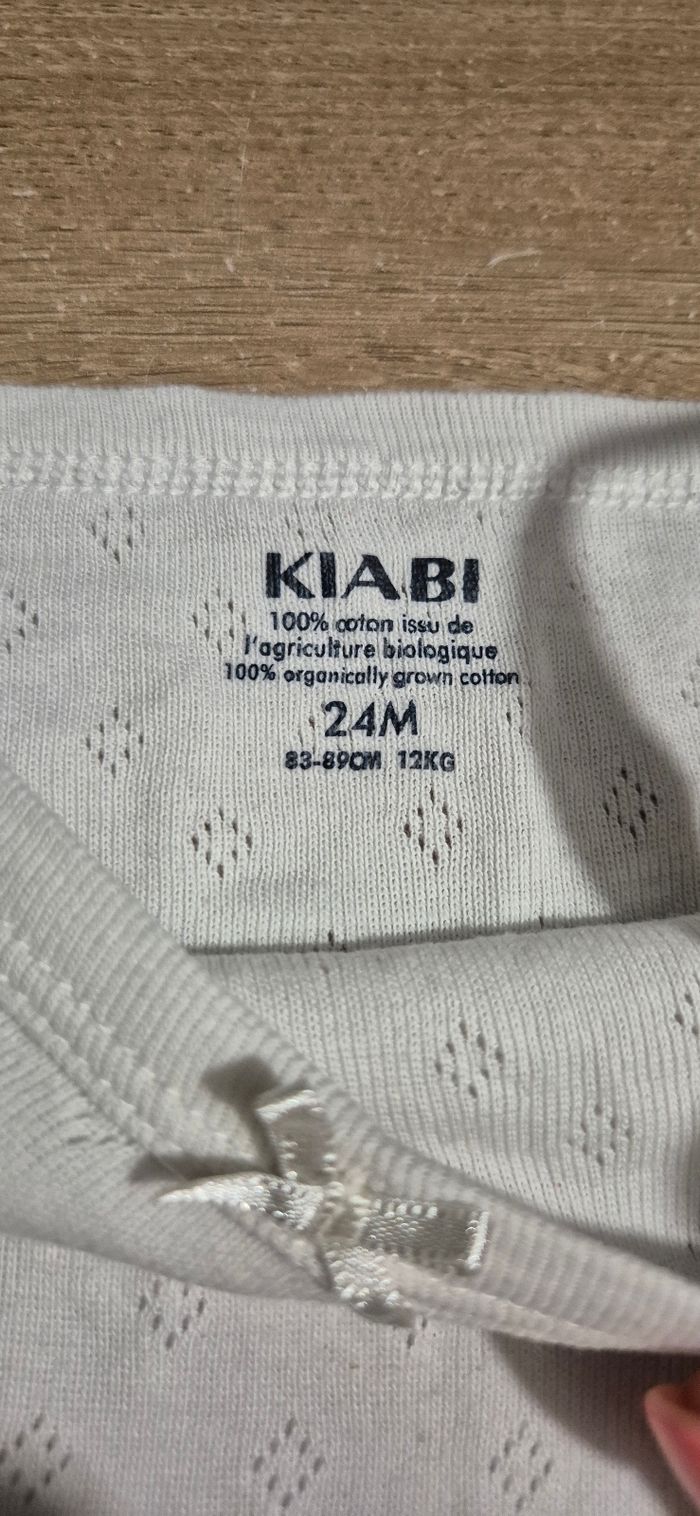 KIABI
100% coton issu de
l'agriculture biologique
100% organically grown cotton
24M
83-89CM 12KG